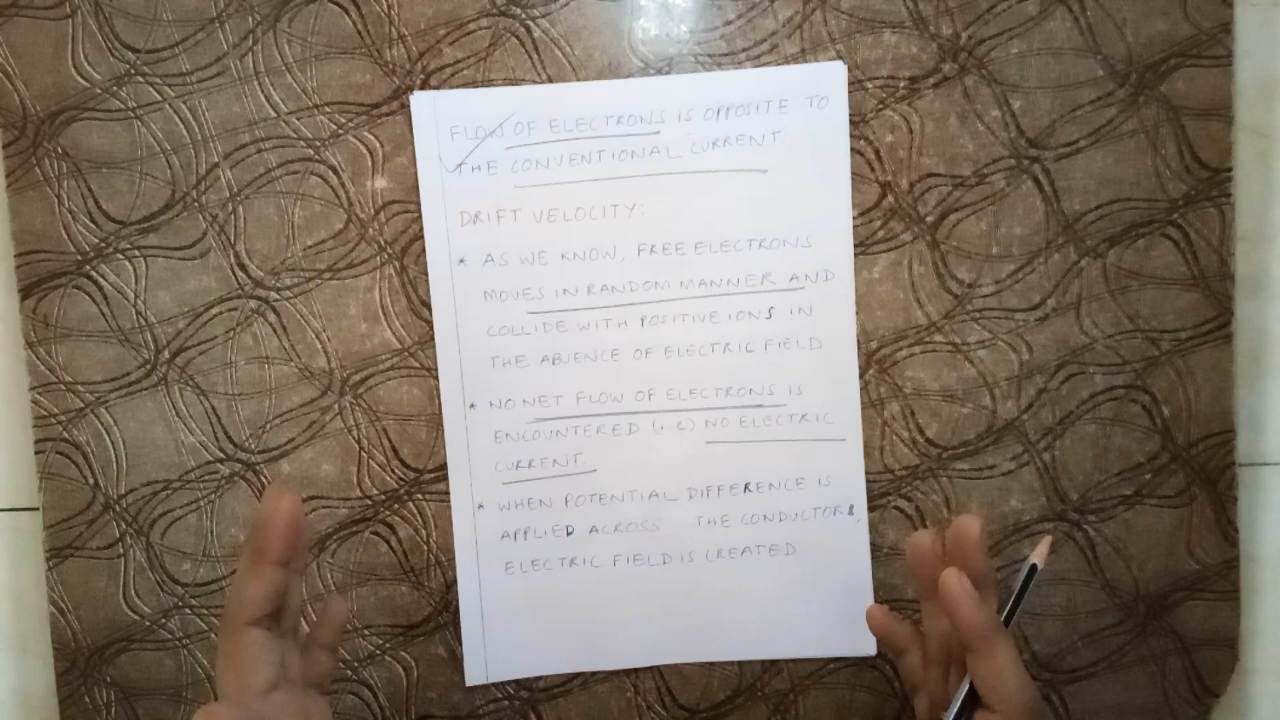 FLOW OF ELECTRONS IS OPPOSITE TO
THE CONVENTIONAL CURRENT
DRIFT VELOCITY:
* AS WE KNOW, FREE ELECTRONS
MOVES IN RANDOM MANNER AND
COLLIDE WITH POSITIVE IONS IN
THE ABSENCE OF ELECTRIC FIELD
* NO NET FLOW OF ELECTRONS IS
ENCOUNTERED (i.e) NO ELECTRIC
CURRENT.
* WHEN POTENTIAL DIFFERENCE IS
APPLIED ACROSS THE CONDUCTORS,
ELECTRIC FIELD IS CREATED